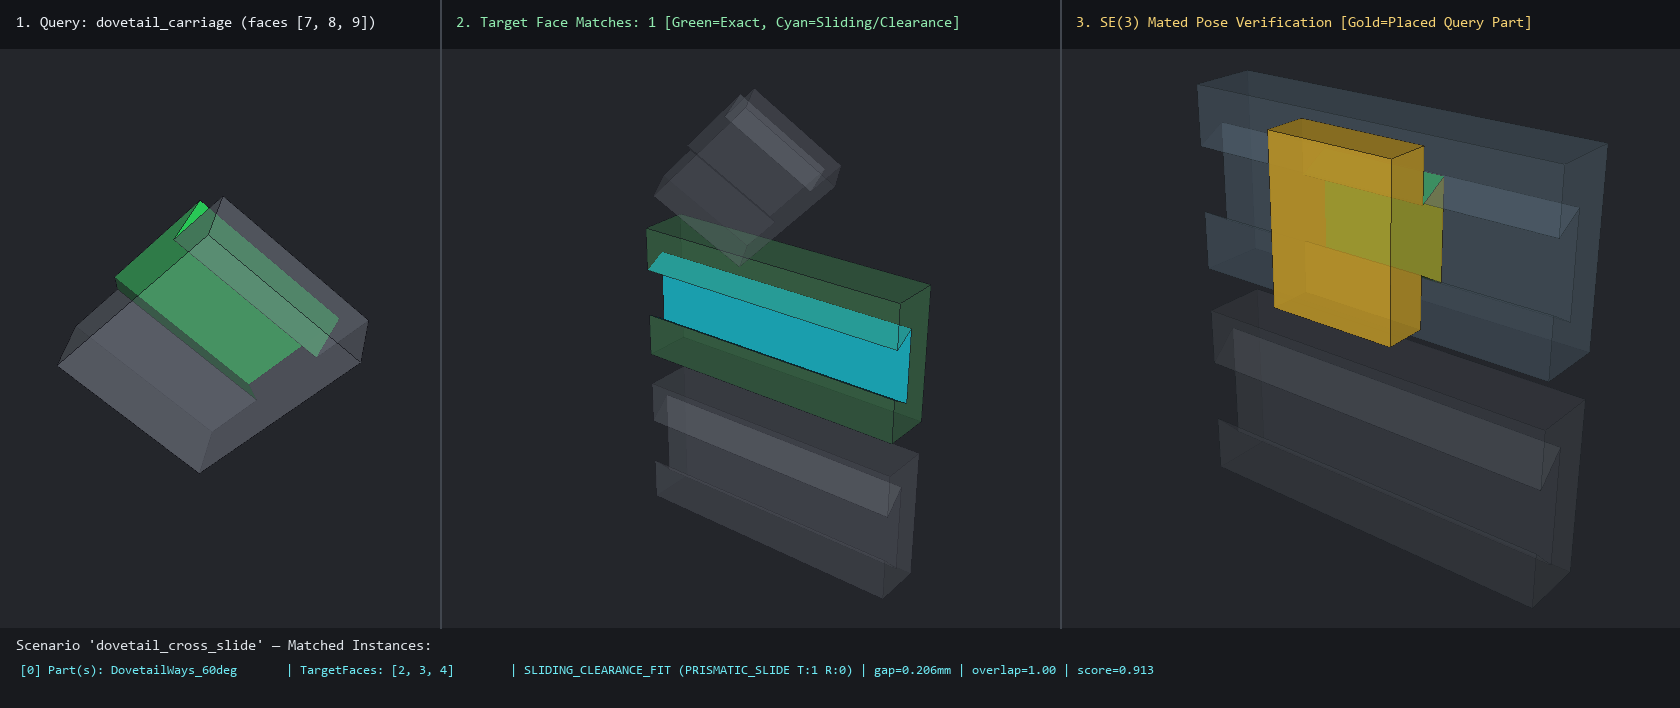 1. Query: dovetail_carriage (faces [7, 8, 9])
2. Target Face Matches: 1 [Green=Exact, Cyan=Sliding/Clearance]
3. SE(3) Mated Pose Verification [Gold=Placed Query Part]
Scenario 'dovetail_cross_slide' — Matched Instances:
[0] Part(s): DovetailWays_60deg | TargetFaces: [2, 3, 4] | SLIDING_CLEARANCE_FIT (PRISMATIC_SLIDE T:1 R:0) | gap=0.206mm | overlap=1.00 | score=0.913